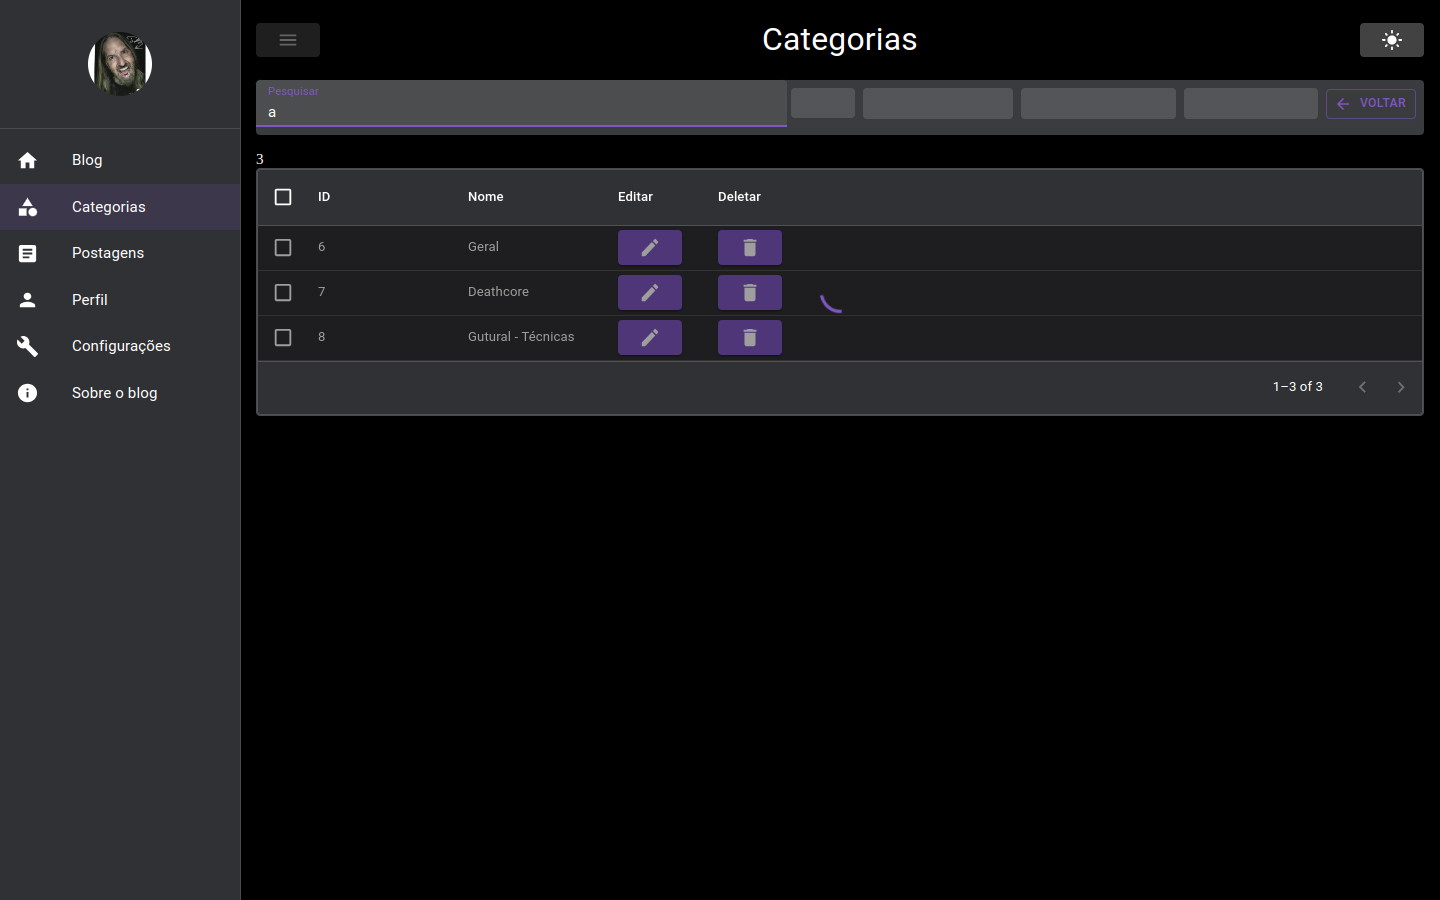 Blog
Categorias
Postagens
Perfil
Configurações
Sobre o blog
Categorias
Pesquisar
a
VOLTAR
3
ID Nome Editar Deletar
6 Geral
7 Deathcore
8 Gutural - Técnicas
1–3 of 3